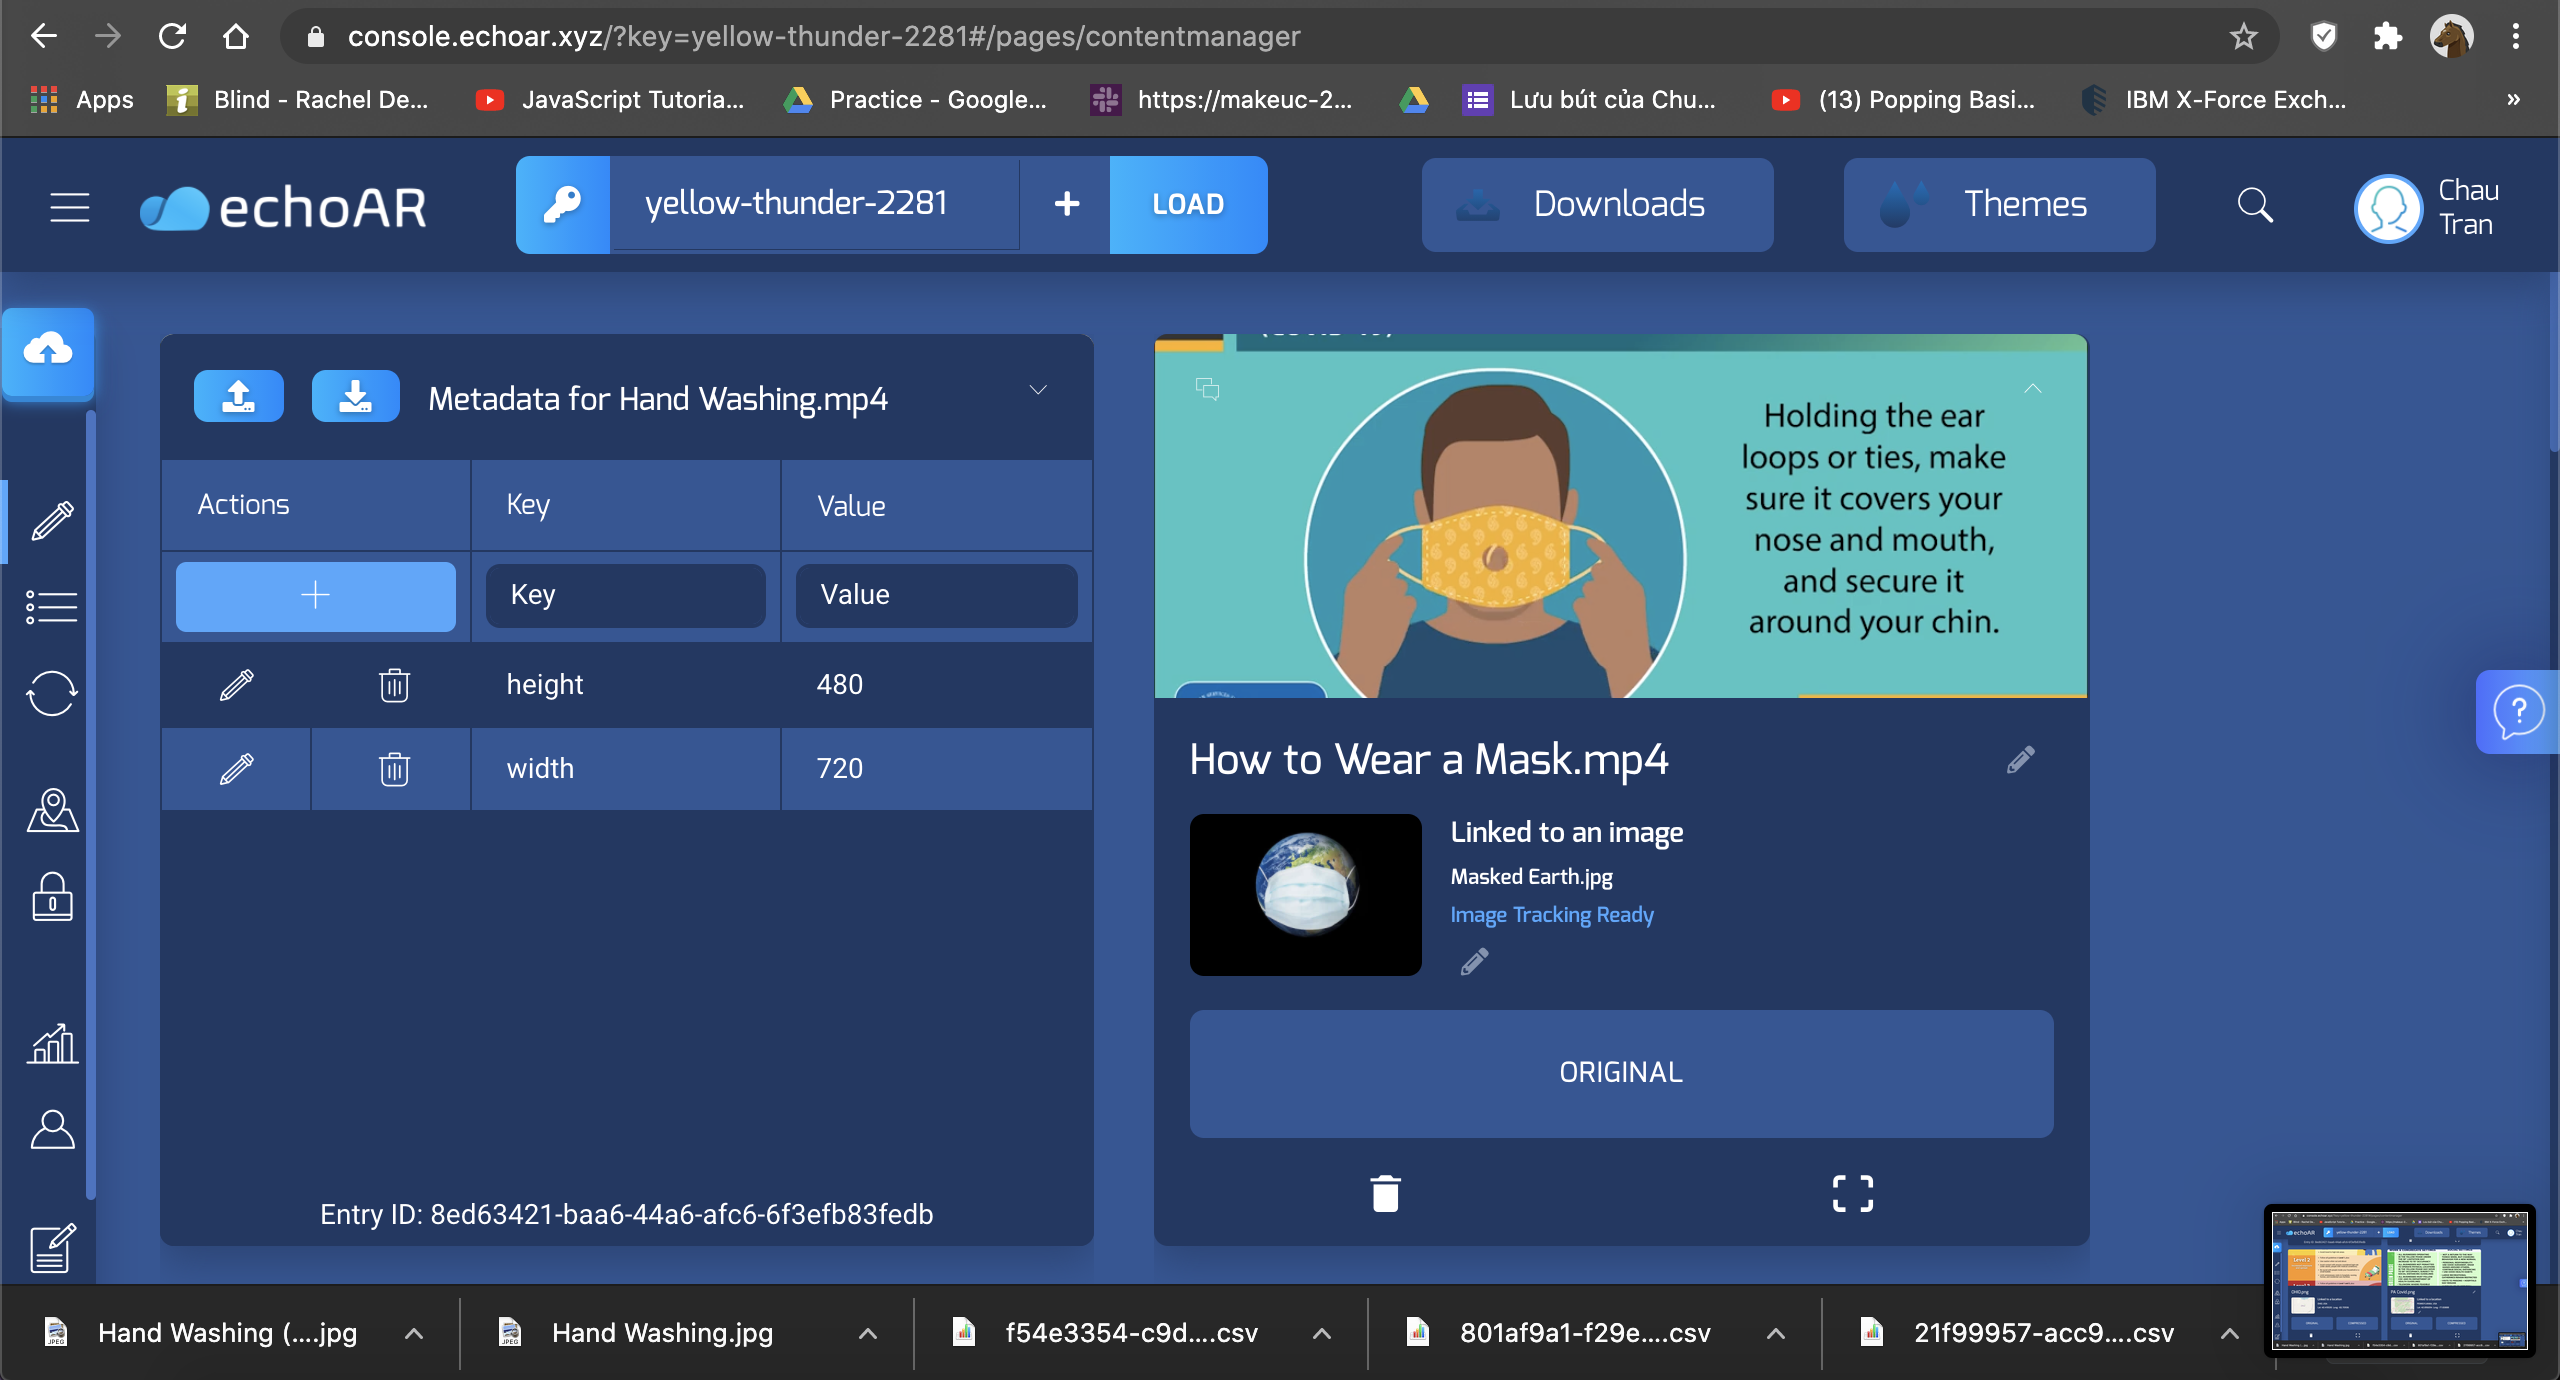 console.echoar.xyz/?key=yellow-thunder-2281#/pages/contentmanager
Apps
Blind - Rachel De...
JavaScript Tutoria...
Practice - Google...
https://makeuc-2...
Lưu bút của Chu...
(13) Popping Basi...
IBM X-Force Exch...
»
echoAR
yellow-thunder-2281
+
LOAD
Downloads
Themes
Chau
Tran
Metadata for Hand Washing.mp4
Actions
Key
Value
Key
Value
height
480
width
720
Entry ID: 8ed63421-baa6-44a6-afc6-6f3efb83fedb
Holding the ear
loops or ties, make
sure it covers your
nose and mouth,
and secure it
around your chin.
How to Wear a Mask.mp4
Linked to an image
Masked Earth.jpg
Image Tracking Ready
ORIGINAL
?
Hand Washing (....jpg
Hand Washing.jpg
f54e3354-c9d....csv
801af9a1-f29e....csv
21f99957-acc9....csv